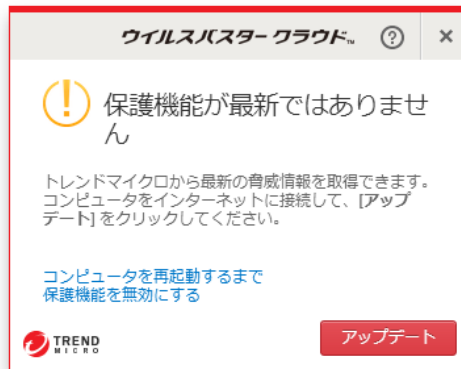 ウイルスバスター クラウド™
保護機能が最新ではありませ
ん
トレンドマイクロから最新の脅威情報を取得できます。
コンピュータをインターネットに接続して、[アップ
デート] をクリックしてください。
コンピュータを再起動するまで
保護機能を無効にする
TREND
MICRO
アップデート